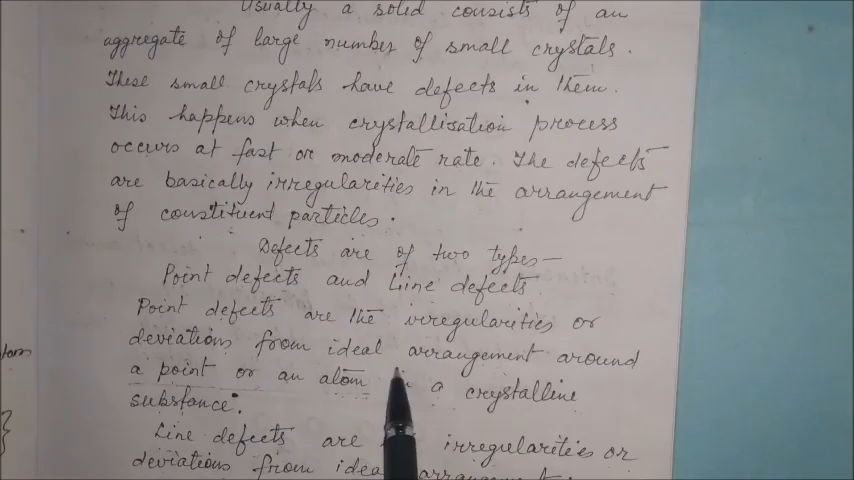 Usually a solid consists of an
aggregate of large number of small crystals.
These small crystals have defects in them.
This happens when crystallisation process
occurs at fast or moderate rate. The defects
are basically irregularities in the arrangement
of constituent particles.
Defects are of two types—
Point defects and Line defects
Point defects are the irregularities or
deviations from ideal arrangement around
a point or an atom a crystalline
substance.
Line defects are irregularities or
deviations from ideal arrangement